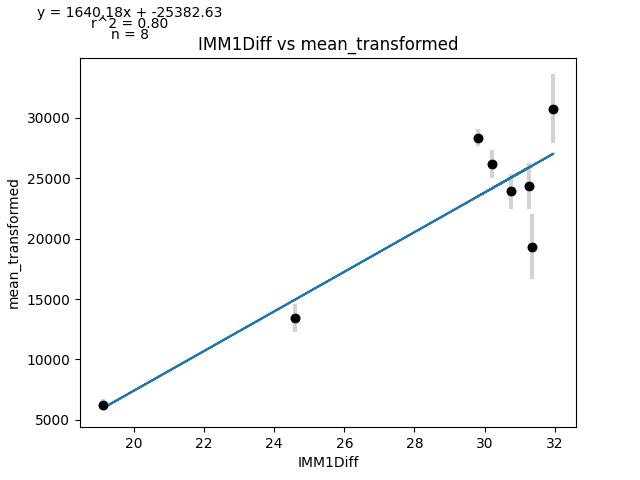 y = 1640.18x + -25382.63
r^2 = 0.80
n = 8
IMM1Diff vs mean_transformed
mean_transformed
30000
25000
20000
15000
10000
5000
20 22 24 26 28 30 32
IMM1Diff